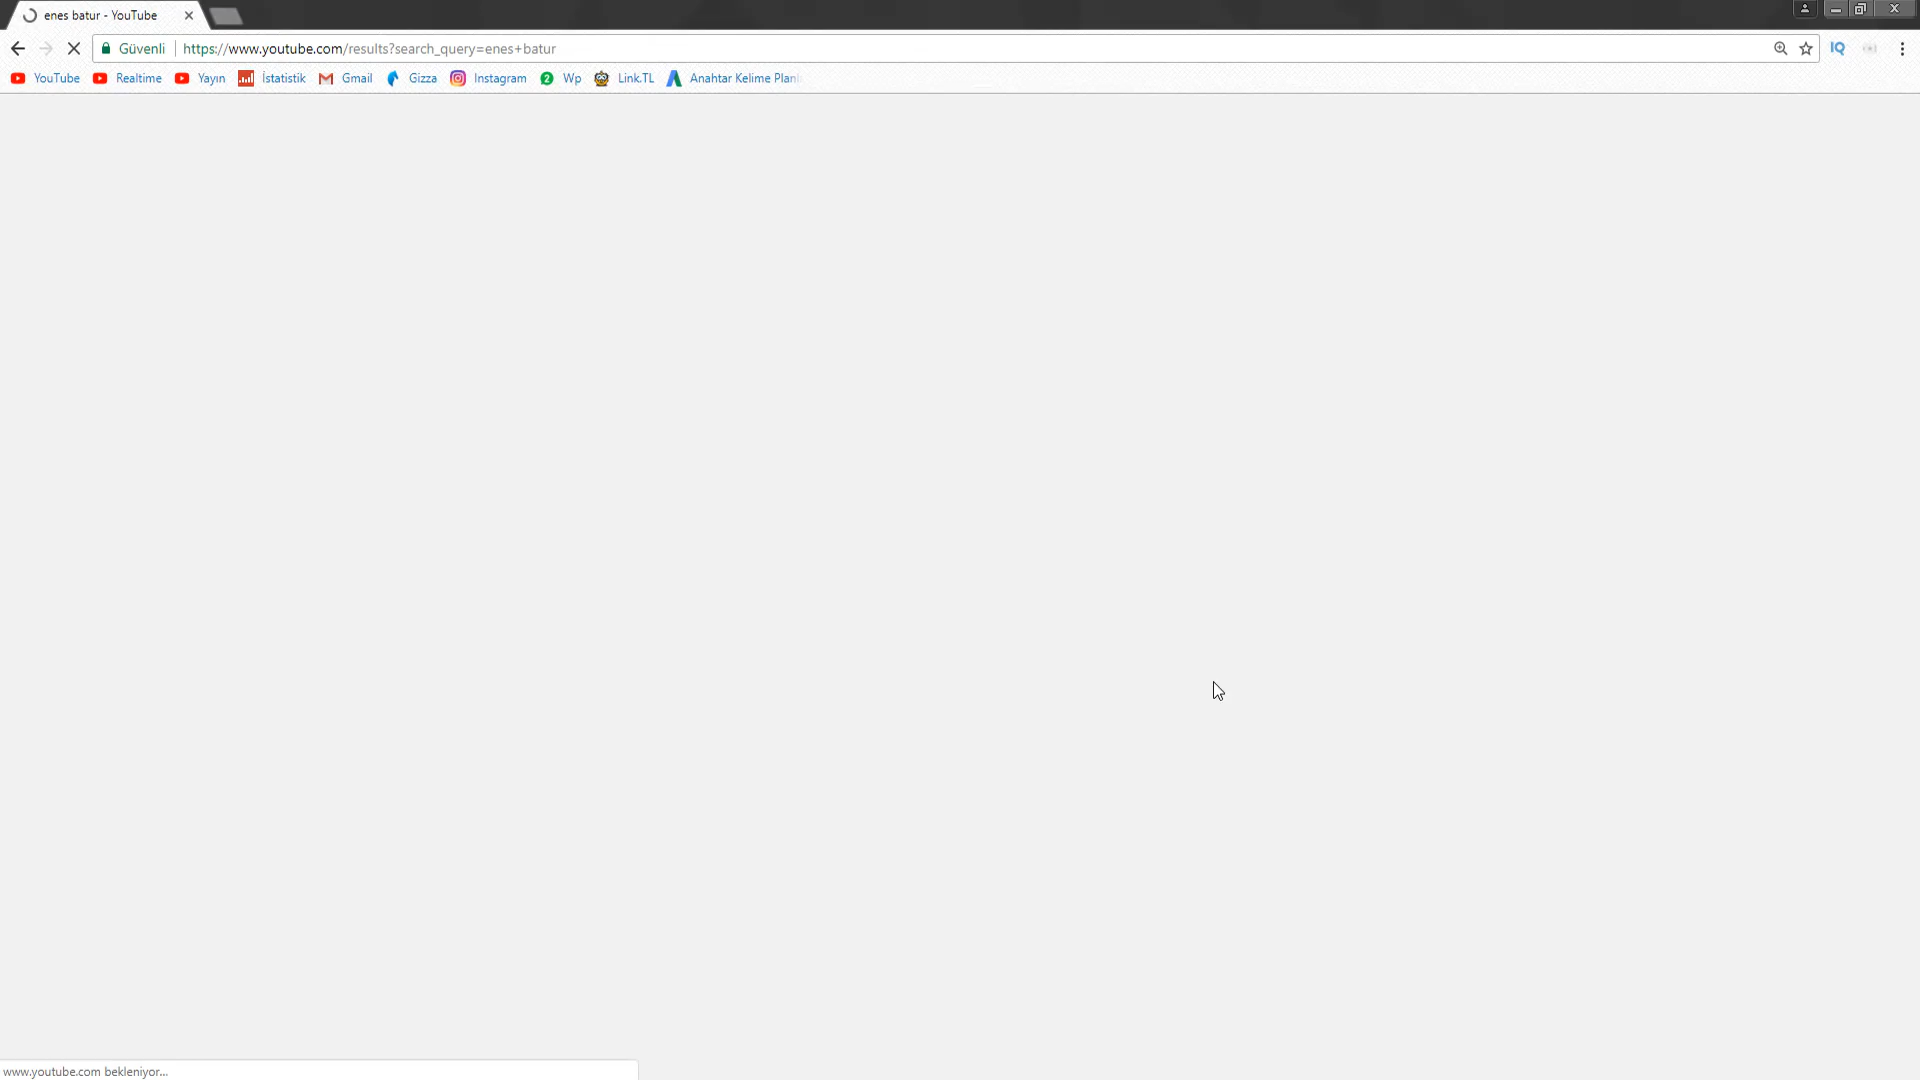 enes batur - YouTube
Güvenli https://www.youtube.com/results?search_query=enes+batur IQ
YouTube Realtime Yayın İstatistik Gmail Gizza Instagram 2 Wp Link.TL Anahtar Kelime Planl
www.youtube.com bekleniyor...